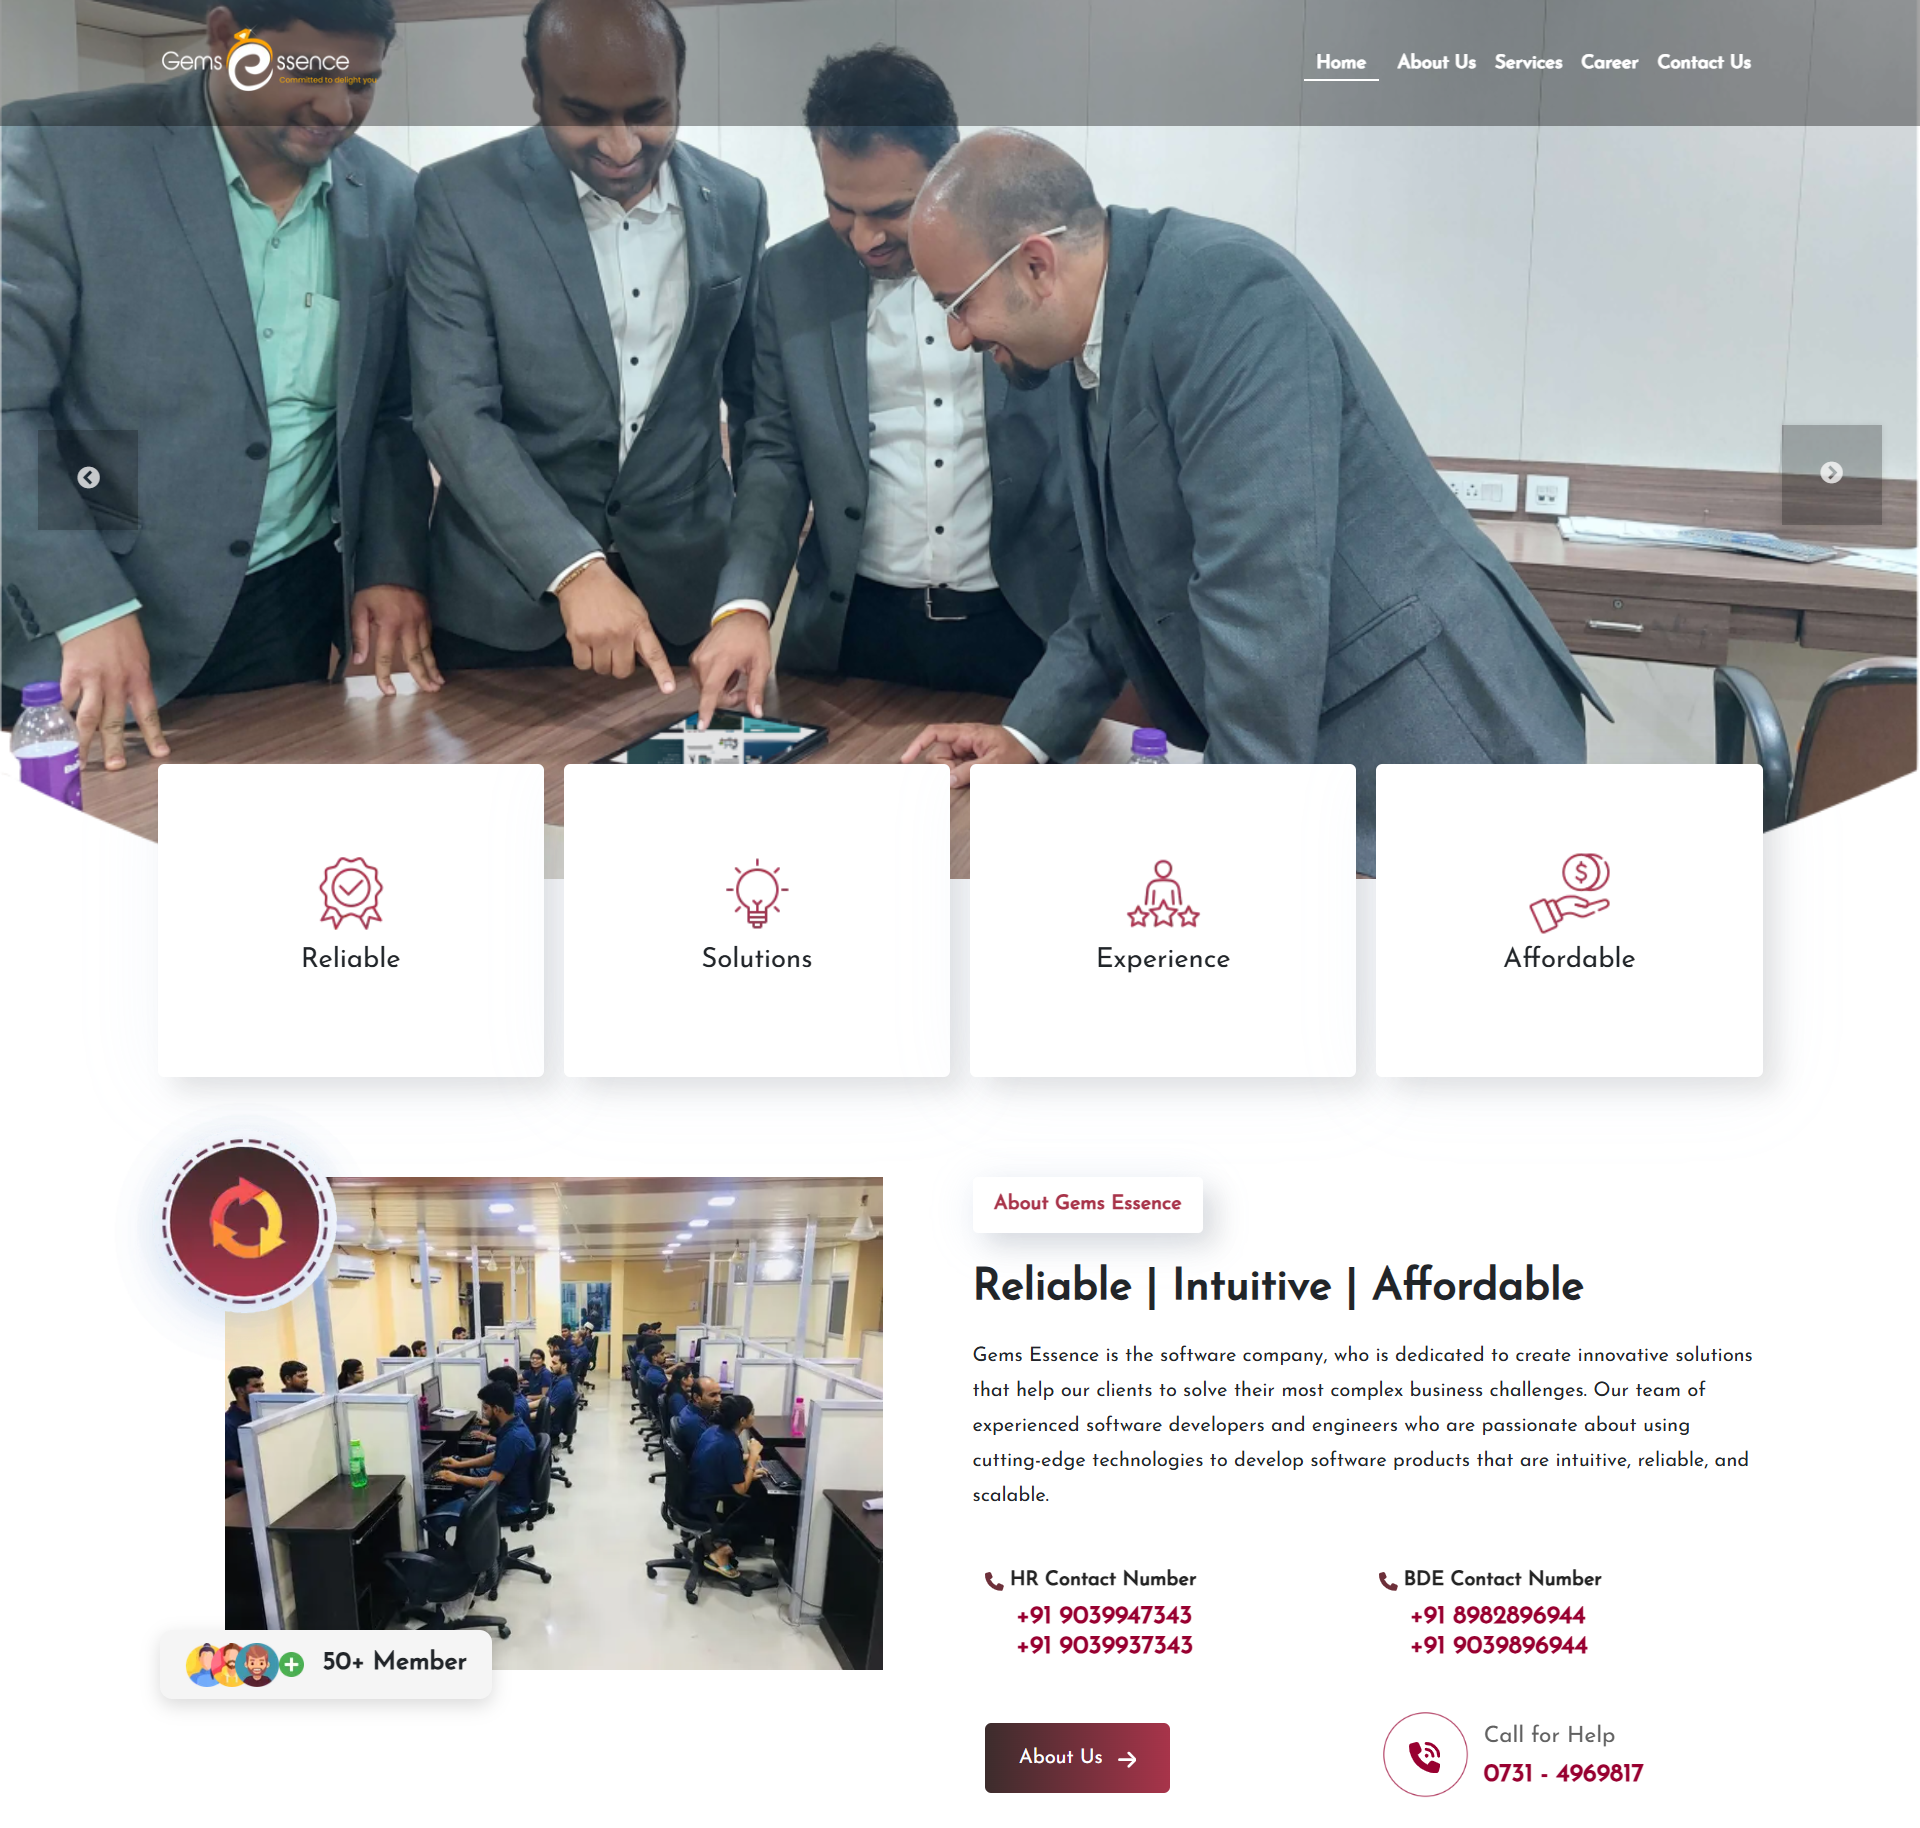 Gems essence
Committed to delight you
Home About Us Services Career Contact Us
Reliable
Solutions
Experience
Affordable
About Gems Essence
Reliable | Intuitive | Affordable
Gems Essence is the software company, who is dedicated to create innovative solutions
that help our clients to solve their most complex business challenges. Our team of
experienced software developers and engineers who are passionate about using
cutting-edge technologies to develop software products that are intuitive, reliable, and
scalable.
HR Contact Number
+91 9039947343
+91 9039937343
BDE Contact Number
+91 8982896944
+91 9039896944
50+ Member
About Us
Call for Help
0731 - 4969817